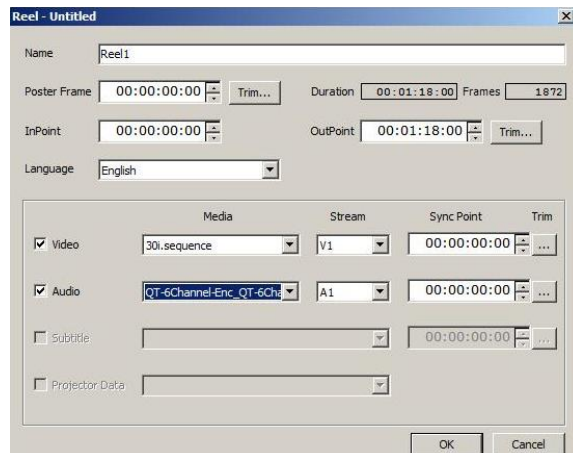 Reel - Untitled
Name Reel1
Poster Frame 00:00:00:00 Trim... Duration 00:01:18:00 Frames 1872
InPoint 00:00:00:00 OutPoint 00:01:18:00 Trim...
Language English
Media Stream Sync Point Trim
Video 30i.sequence V1 00:00:00:00 ...
Audio QT-6Channel-Enc_QT-6Cha A1 00:00:00:00 ...
Subtitle 00:00:00:00 ...
Projector Data
OK Cancel